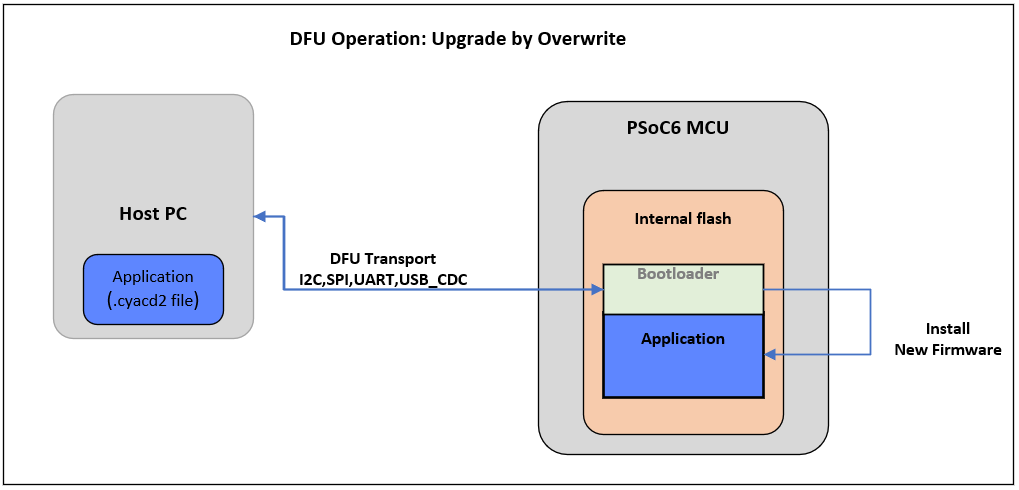 DFU Operation: Upgrade by Overwrite
PSoC6 MCU
Host PC
Internal flash
Application
(.cyacd2 file)
DFU Transport
I2C,SPI,UART,USB_CDC
Bootloader
Application
Install
New Firmware